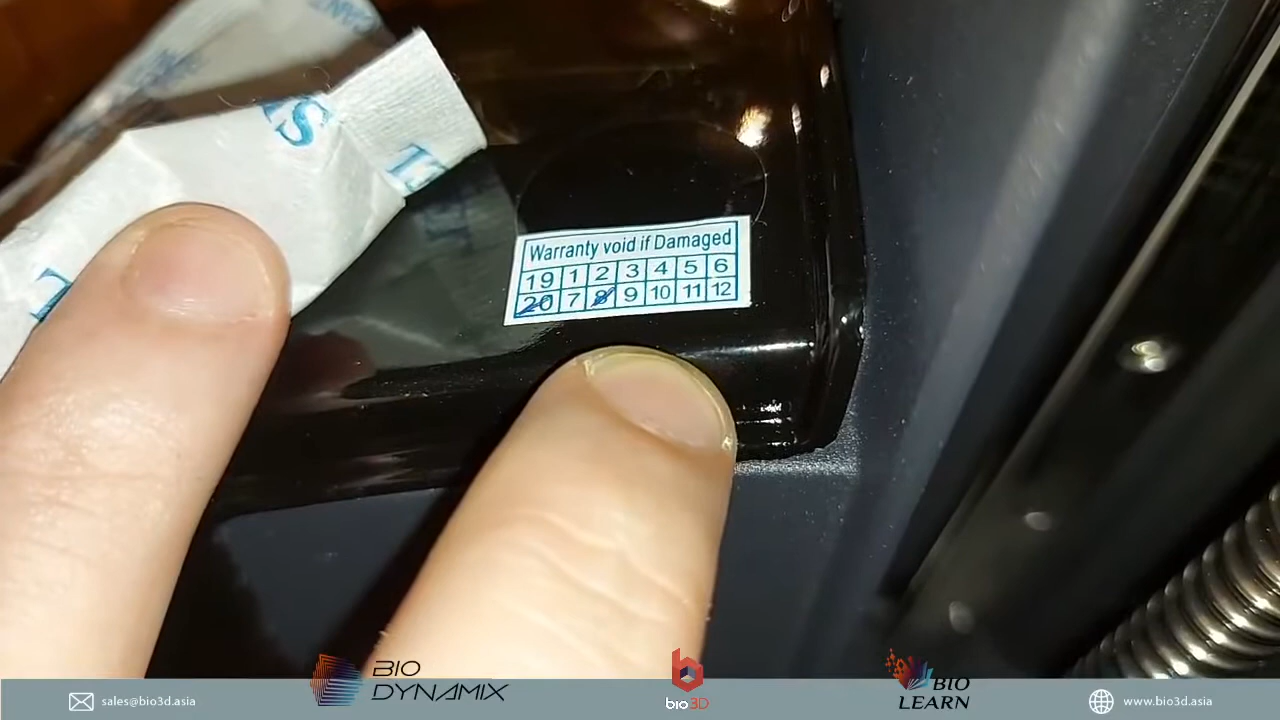 Warranty void if Damaged
19 1 2 3 4 5 6
20 7 8 9 10 11 12
sales@bio3d.asia
BIO
DYNAMIX
bio3D
BIO
LEARN
www.bio3d.asia